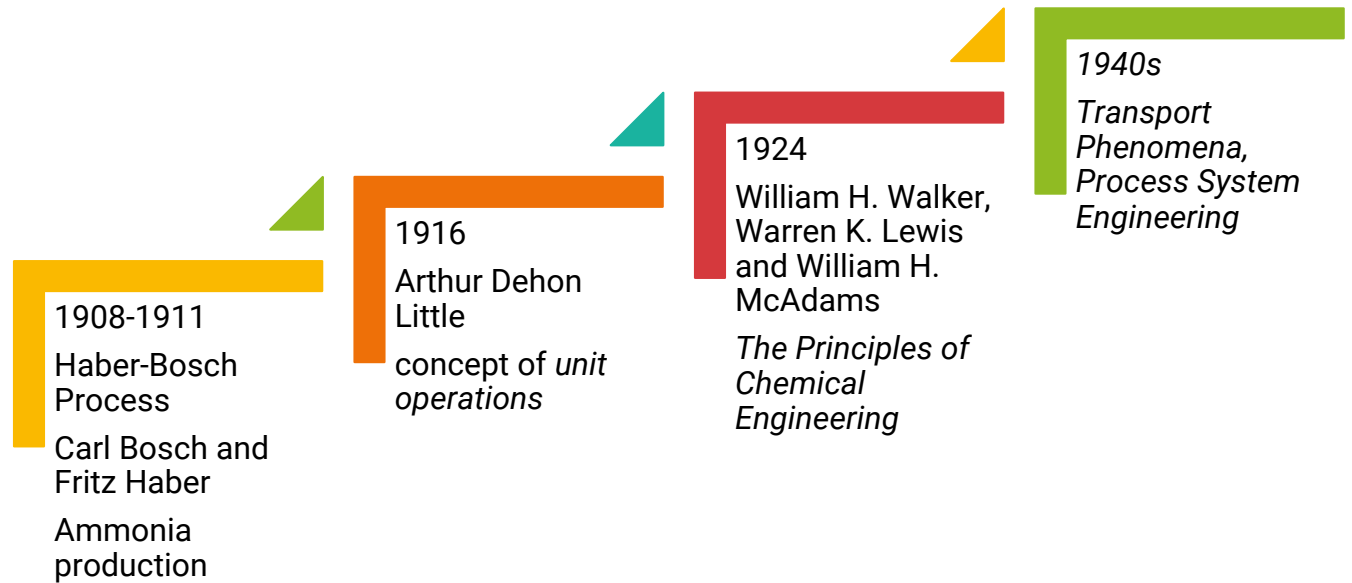 1908-1911
Haber-Bosch
Process
Carl Bosch and
Fritz Haber
Ammonia
production
1916
Arthur Dehon
Little
concept of unit
operations
1924
William H. Walker,
Warren K. Lewis
and William H.
McAdams
The Principles of
Chemical
Engineering
1940s
Transport
Phenomena,
Process System
Engineering